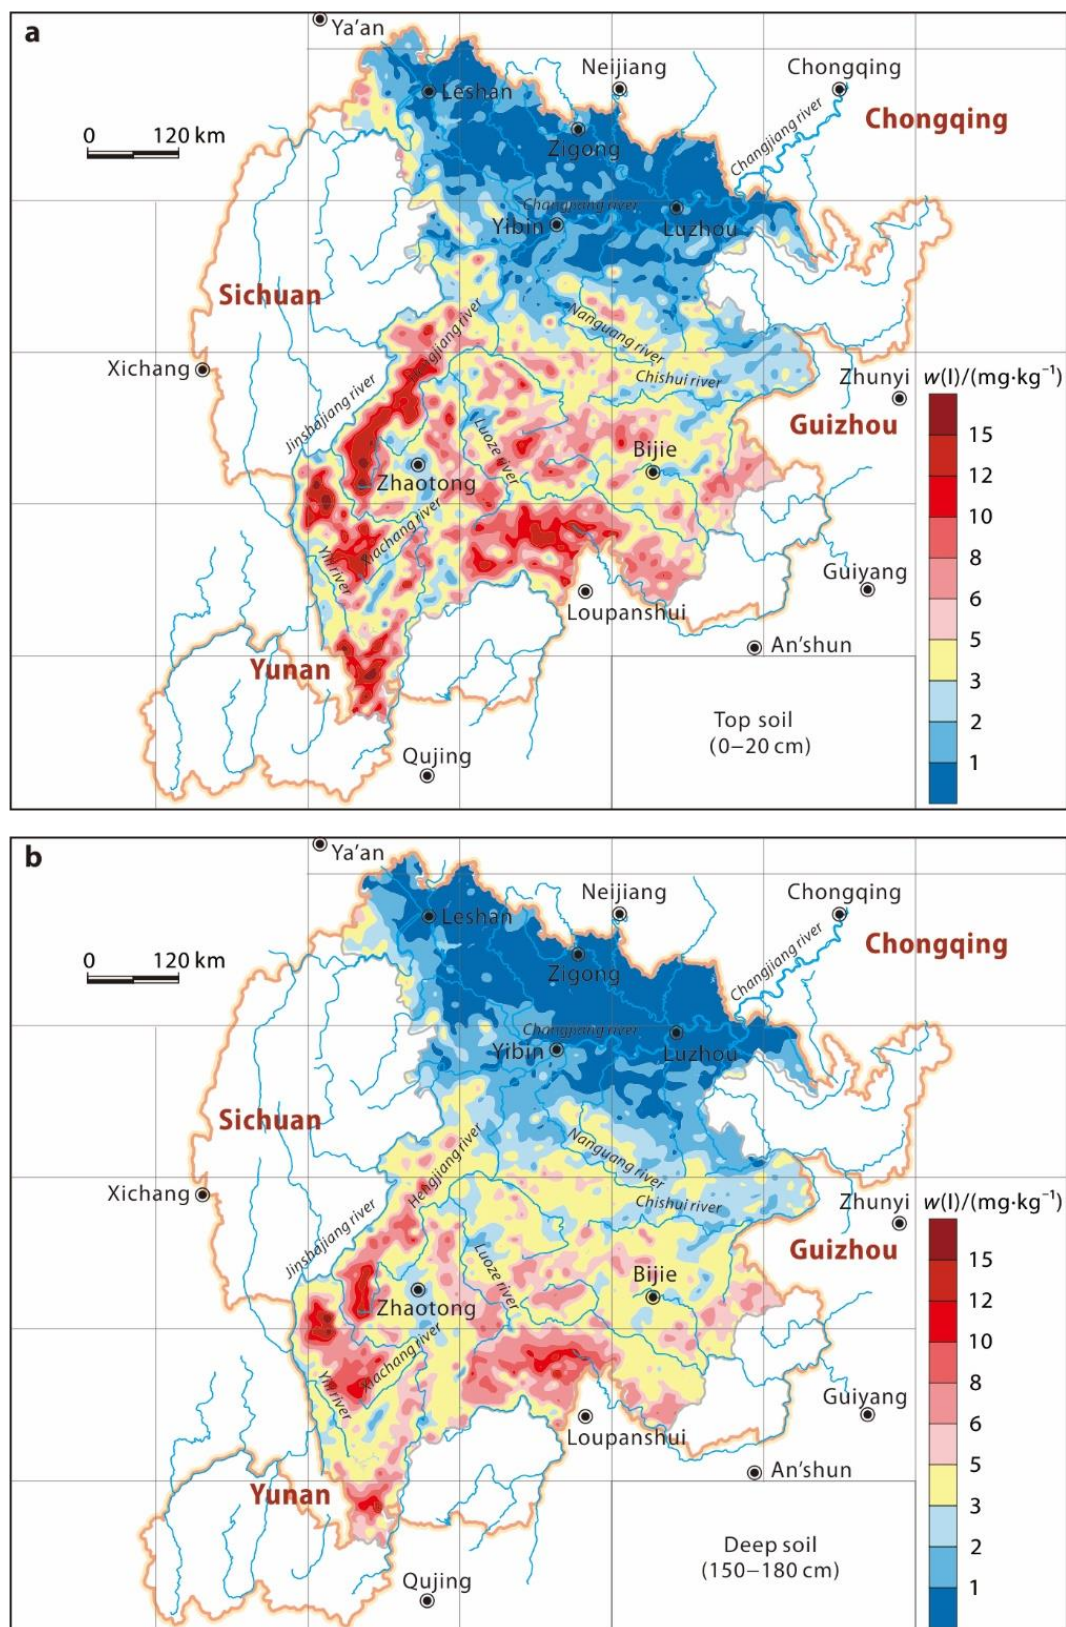 a
Ya'an
Neijiang
Chongqing
Leshan
0 120 km
Changjiang river
Chongqing
Zigong
Changjiang river
Yibin
Luzhou
Sichuan
Nanguang river
Hengjiang river
Xichang
Chishui river
Zhunyi
w(I)/(mg·kg⁻¹)
Jinshajiang river
Guizhou
15
Luoze river
Bijie
12
Zhaotong
10
Xiachang river
8
Yili river
Guiyang
6
Loupanshui
5
An'shun
Yunan
3
Top soil
(0–20 cm)
2
Qujing
1
b
Ya'an
Neijiang
Chongqing
Leshan
0 120 km
Changjiang river
Chongqing
Zigong
Changjiang river
Yibin
Luzhou
Sichuan
Nanguang river
Hengjiang river
Xichang
Chishui river
Zhunyi
w(I)/(mg·kg⁻¹)
Jinshajiang river
Guizhou
15
Luoze river
Bijie
12
Zhaotong
10
Xiachang river
8
Yili river
Guiyang
6
Loupanshui
5
An'shun
Yunan
3
Deep soil
(150–180 cm)
2
Qujing
1